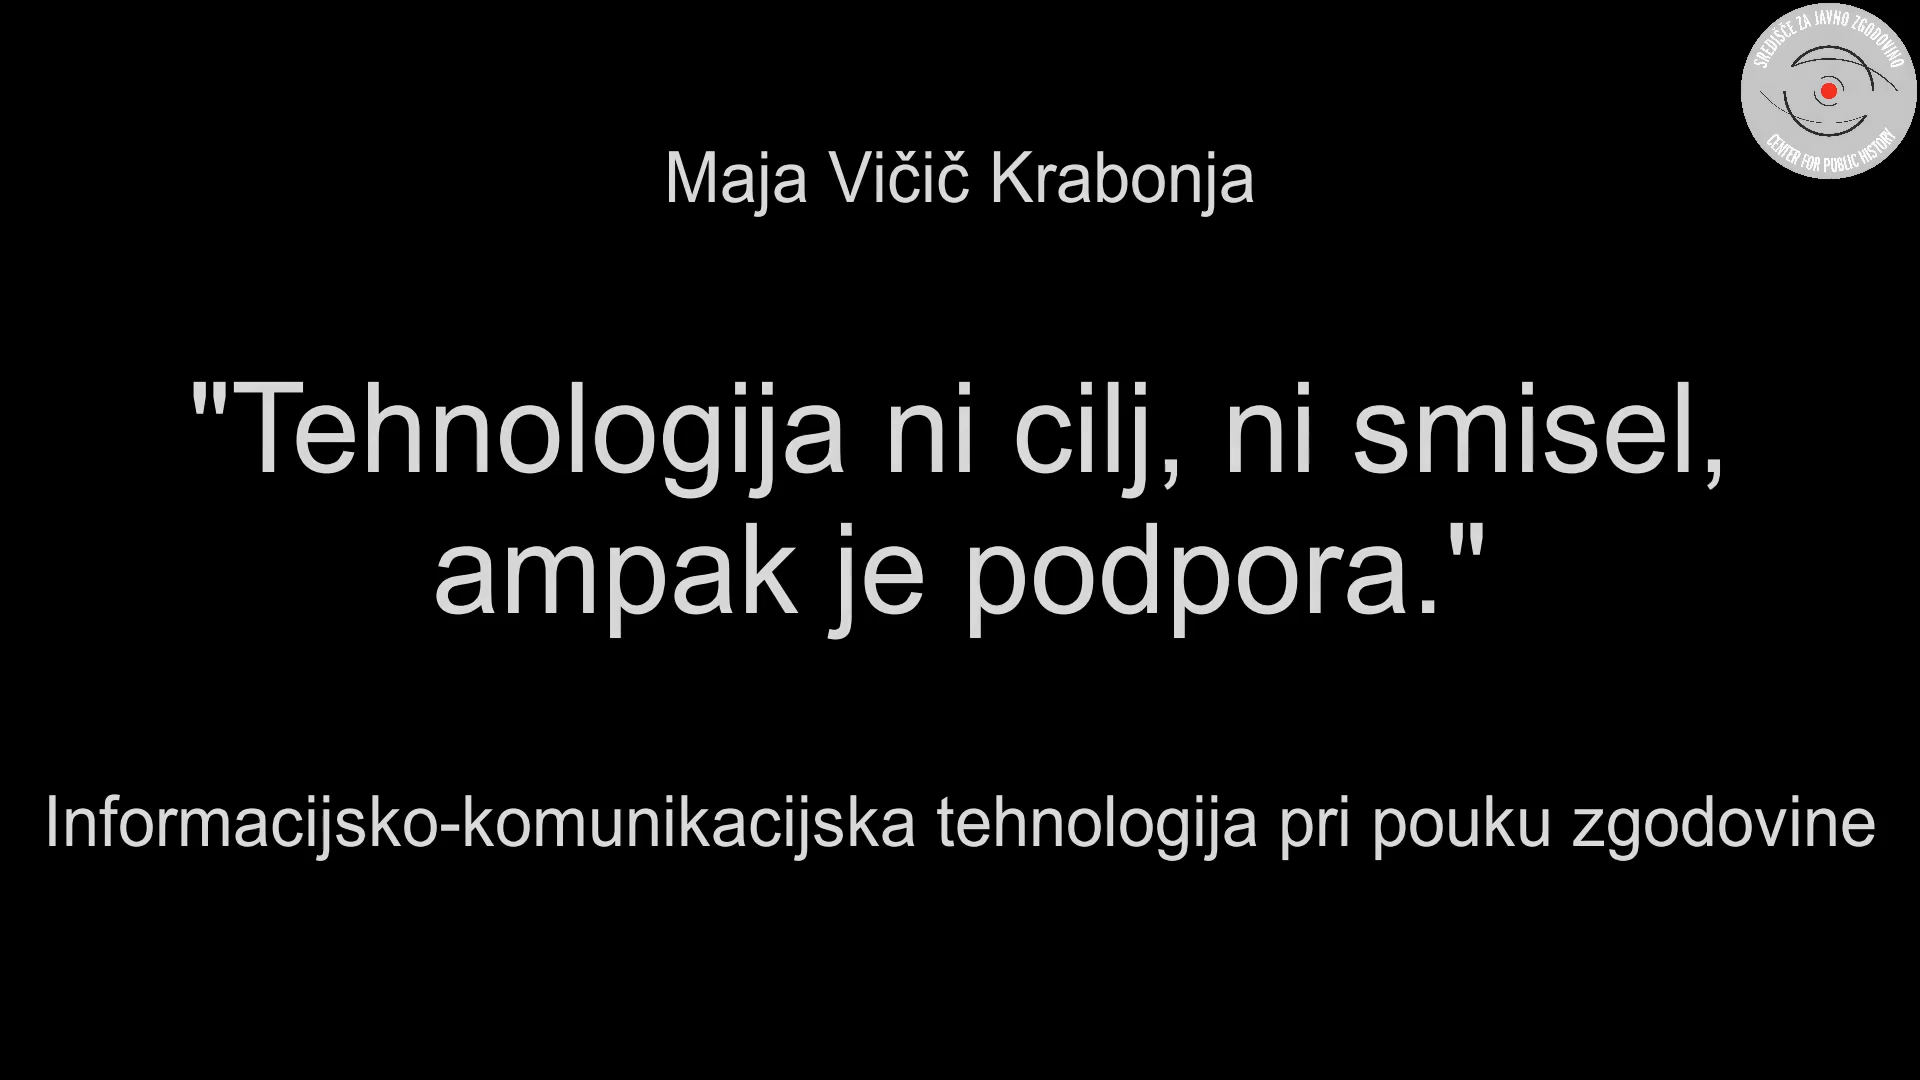 SREDIŠČE ZA JAVNO ZGODOVINO
CENTER FOR PUBLIC HISTORY
Maja Vičič Krabonja
"Tehnologija ni cilj, ni smisel,
ampak je podpora."
Informacijsko-komunikacijska tehnologija pri pouku zgodovine